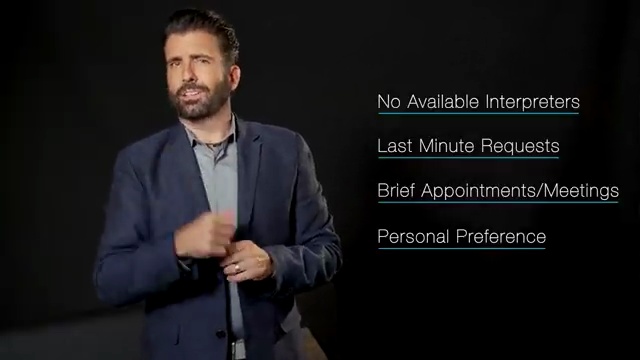 No Available Interpreters
Last Minute Requests
Brief Appointments/Meetings
Personal Preference